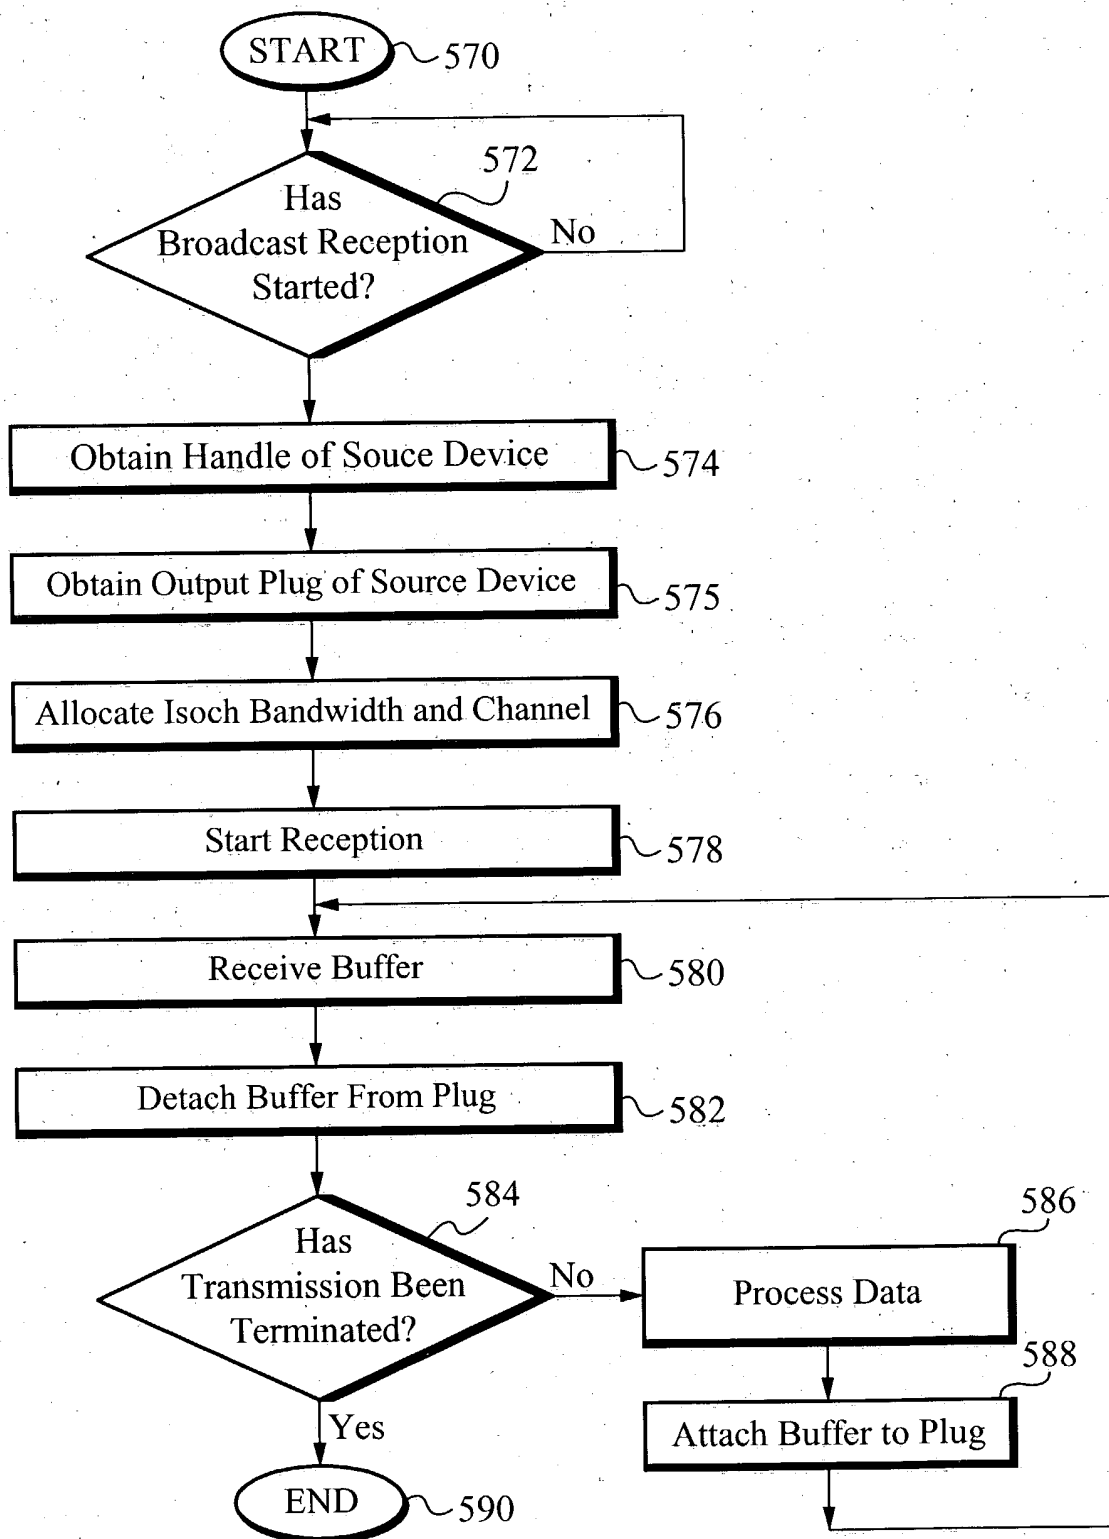 START
570
572
Has
Broadcast Reception
Started?
No
Obtain Handle of Souce Device
574
Obtain Output Plug of Source Device
575
Allocate Isoch Bandwidth and Channel
576
Start Reception
578
Receive Buffer
580
Detach Buffer From Plug
582
584
Has
Transmission Been
Terminated?
No
586
Process Data
588
Attach Buffer to Plug
Yes
END
590